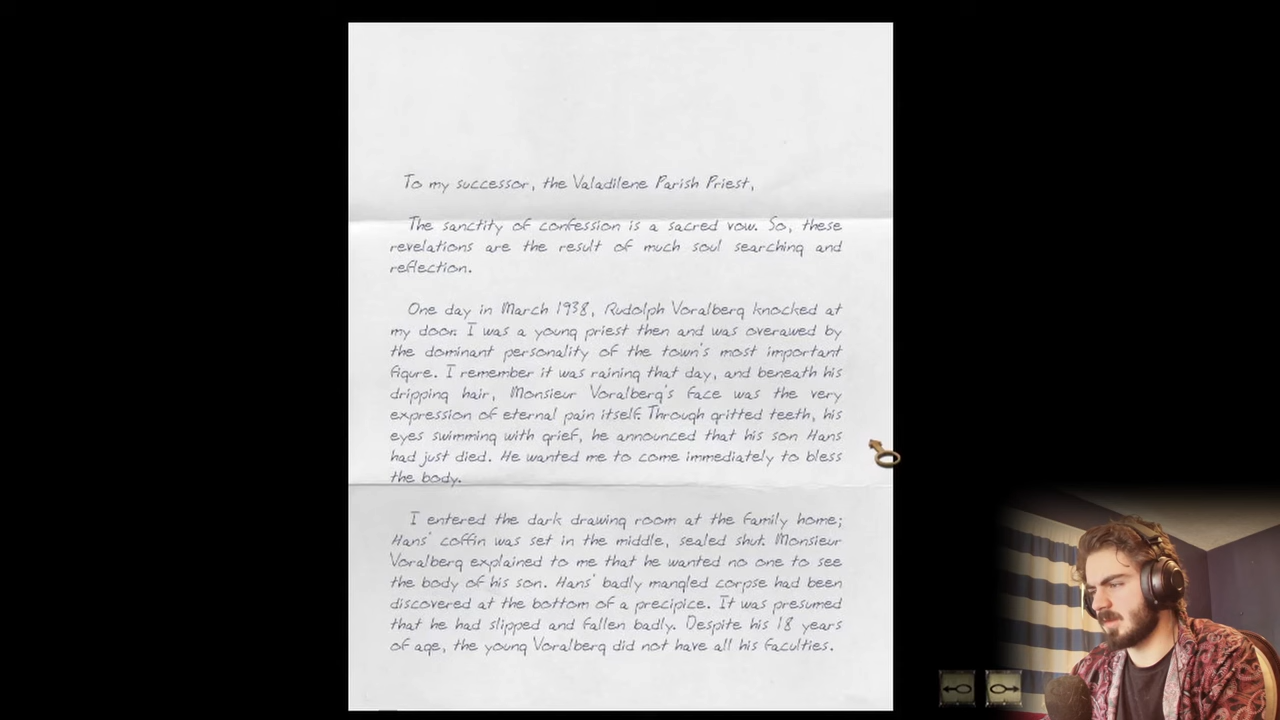 To my successor, the Valadilene Parish Priest,
The sanctity of confession is a sacred vow. So, these
revelations are the result of much soul searching and
reflection.
One day in March 1938, Rudolph Voralberg knocked at
my door. I was a young priest then and was overawed by
the dominant personality of the town's most important
figure. I remember it was raining that day, and beneath his
dripping hair, Monsieur Voralberg's face was the very
expression of eternal pain itself. Through gritted teeth, his
eyes swimming with grief, he announced that his son Hans
had just died. He wanted me to come immediately to bless
the body.
I entered the dark drawing room at the family home;
Hans' coffin was set in the middle, sealed shut. Monsieur
Voralberg explained to me that he wanted no one to see
the body of his son. Hans' badly mangled corpse had been
discovered at the bottom of a precipice. It was presumed
that he had slipped and fallen badly. Despite his 18 years
of age, the young Voralberg did not have all his faculties.